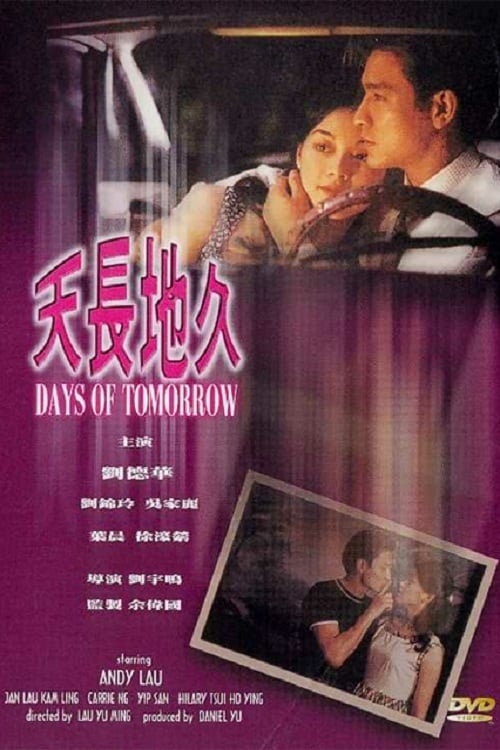 天長地久
DAYS OF TOMORROW
主演
劉德華
劉錦玲 吳家麗
葉晨 徐濠縈
導演 劉宇鳴
監製 余偉國
starring
ANDY LAU
JAN LAU KAM LING CARRIE NG YIP SAN HILARY TSUI HO YING
directed by LAU YU MING produced by DANIEL YU
DVD
VIDEO